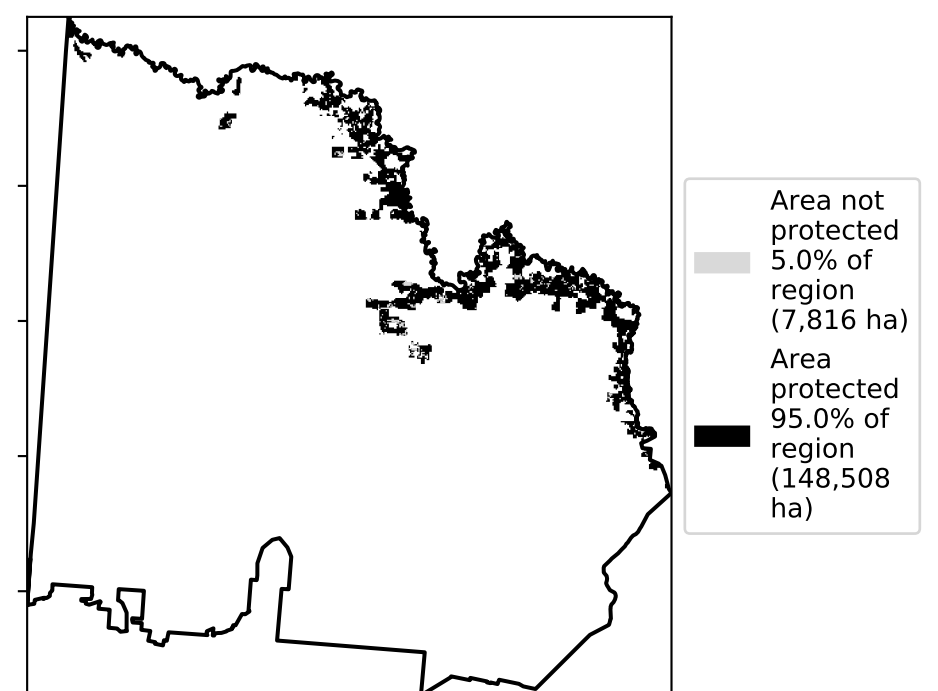 Area not
protected
5.0% of
region
(7,816 ha)
Area
protected
95.0% of
region
(148,508
ha)